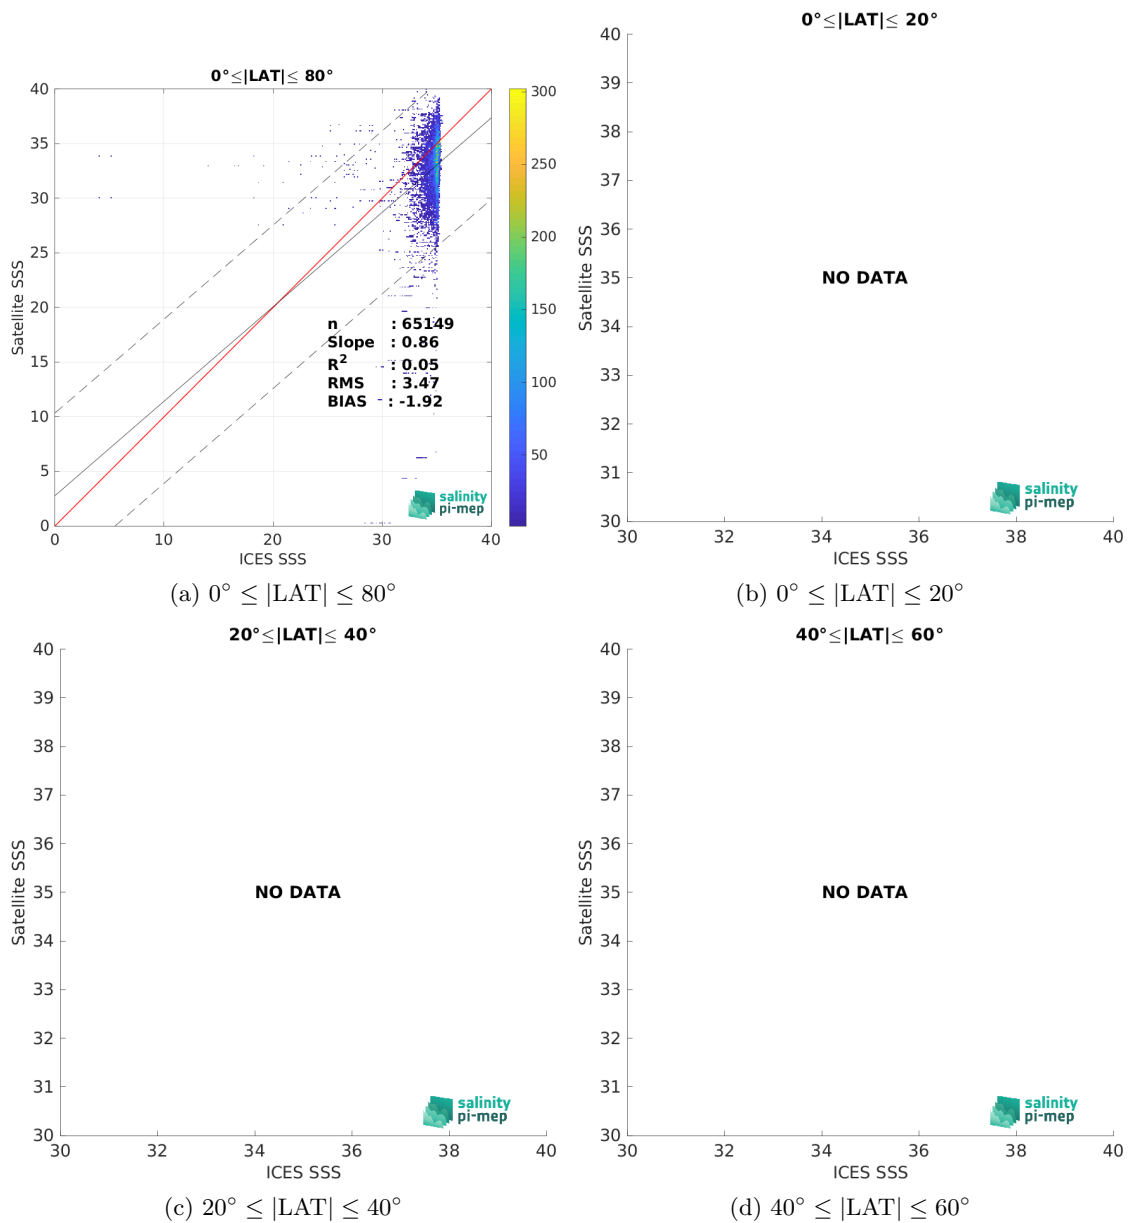 0°≤|LAT|≤ 80°
40
35
30
25
20
15
10
5
0
0
10
20
30
40
Satellite SSS
ICES SSS
300
250
200
150
100
50
n : 65149
Slope : 0.86
R² : 0.05
RMS : 3.47
BIAS : -1.92
salinity
pi-mep
(a) 0° ≤ |LAT| ≤ 80°
0°≤|LAT|≤ 20°
40
39
38
37
36
35
34
33
32
31
30
30
32
34
36
38
40
Satellite SSS
ICES SSS
NO DATA
salinity
pi-mep
(b) 0° ≤ |LAT| ≤ 20°
20°≤|LAT|≤ 40°
40
39
38
37
36
35
34
33
32
31
30
30
32
34
36
38
40
Satellite SSS
ICES SSS
NO DATA
salinity
pi-mep
(c) 20° ≤ |LAT| ≤ 40°
40°≤|LAT|≤ 60°
40
39
38
37
36
35
34
33
32
31
30
30
32
34
36
38
40
Satellite SSS
ICES SSS
NO DATA
salinity
pi-mep
(d) 40° ≤ |LAT| ≤ 60°